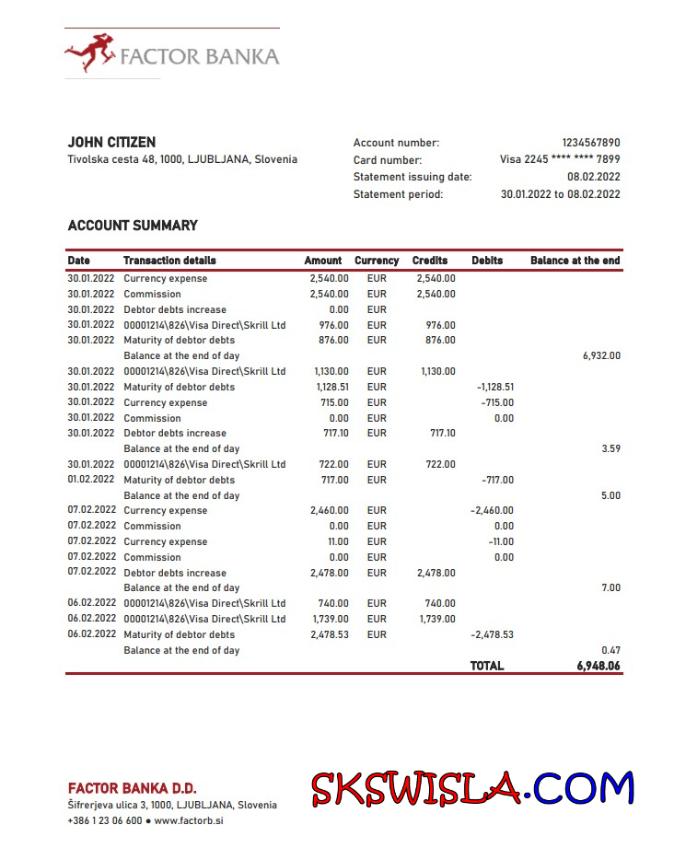 FACTOR BANKA
JOHN CITIZEN
Tivolska cesta 48, 1000, LJUBLJANA, Slovenia
Account number: 1234567890
Card number: Visa 2245 **** **** 7899
Statement issuing date: 08.02.2022
Statement period: 30.01.2022 to 08.02.2022
ACCOUNT SUMMARY
Date Transaction details Amount Currency Credits Debits Balance at the end
30.01.2022 Currency expense 2,540.00 EUR 2,540.00
30.01.2022 Commission 2,540.00 EUR 2,540.00
30.01.2022 Debtor debts increase 0.00 EUR
30.01.2022 00001214\826\Visa Direct\Skrill Ltd 976.00 EUR 976.00
30.01.2022 Maturity of debtor debts 876.00 EUR 876.00
Balance at the end of day 6,932.00
30.01.2022 00001214\826\Visa Direct\Skrill Ltd 1,130.00 EUR 1,130.00
30.01.2022 Maturity of debtor debts 1,128.51 EUR -1,128.51
30.01.2022 Currency expense 715.00 EUR -715.00
30.01.2022 Commission 0.00 EUR 0.00
30.01.2022 Debtor debts increase 717.10 EUR 717.10
Balance at the end of day 3.59
30.01.2022 00001214\826\Visa Direct\Skrill Ltd 722.00 EUR 722.00
01.02.2022 Maturity of debtor debts 717.00 EUR -717.00
Balance at the end of day 5.00
07.02.2022 Currency expense 2,460.00 EUR -2,460.00
07.02.2022 Commission 0.00 EUR 0.00
07.02.2022 Currency expense 11.00 EUR -11.00
07.02.2022 Commission 0.00 EUR 0.00
07.02.2022 Debtor debts increase 2,478.00 EUR 2,478.00
Balance at the end of day 7.00
06.02.2022 00001214\826\Visa Direct\Skrill Ltd 740.00 EUR 740.00
06.02.2022 00001214\826\Visa Direct\Skrill Ltd 1,739.00 EUR 1,739.00
06.02.2022 Maturity of debtor debts 2,478.53 EUR -2,478.53
Balance at the end of day 0.47
TOTAL 6,948.06
FACTOR BANKA D.D.
Šifrerjeva ulica 3, 1000, LJUBLJANA, Slovenia
+386 1 23 06 600 ● www.factorb.si
SKSWISLA.COM